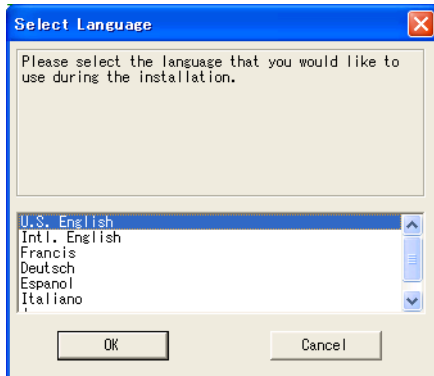 Select Language
Please select the language that you would like to
use during the installation.
U.S. English
Intl. English
Francis
Deutsch
Espanol
Italiano
OK
Cancel